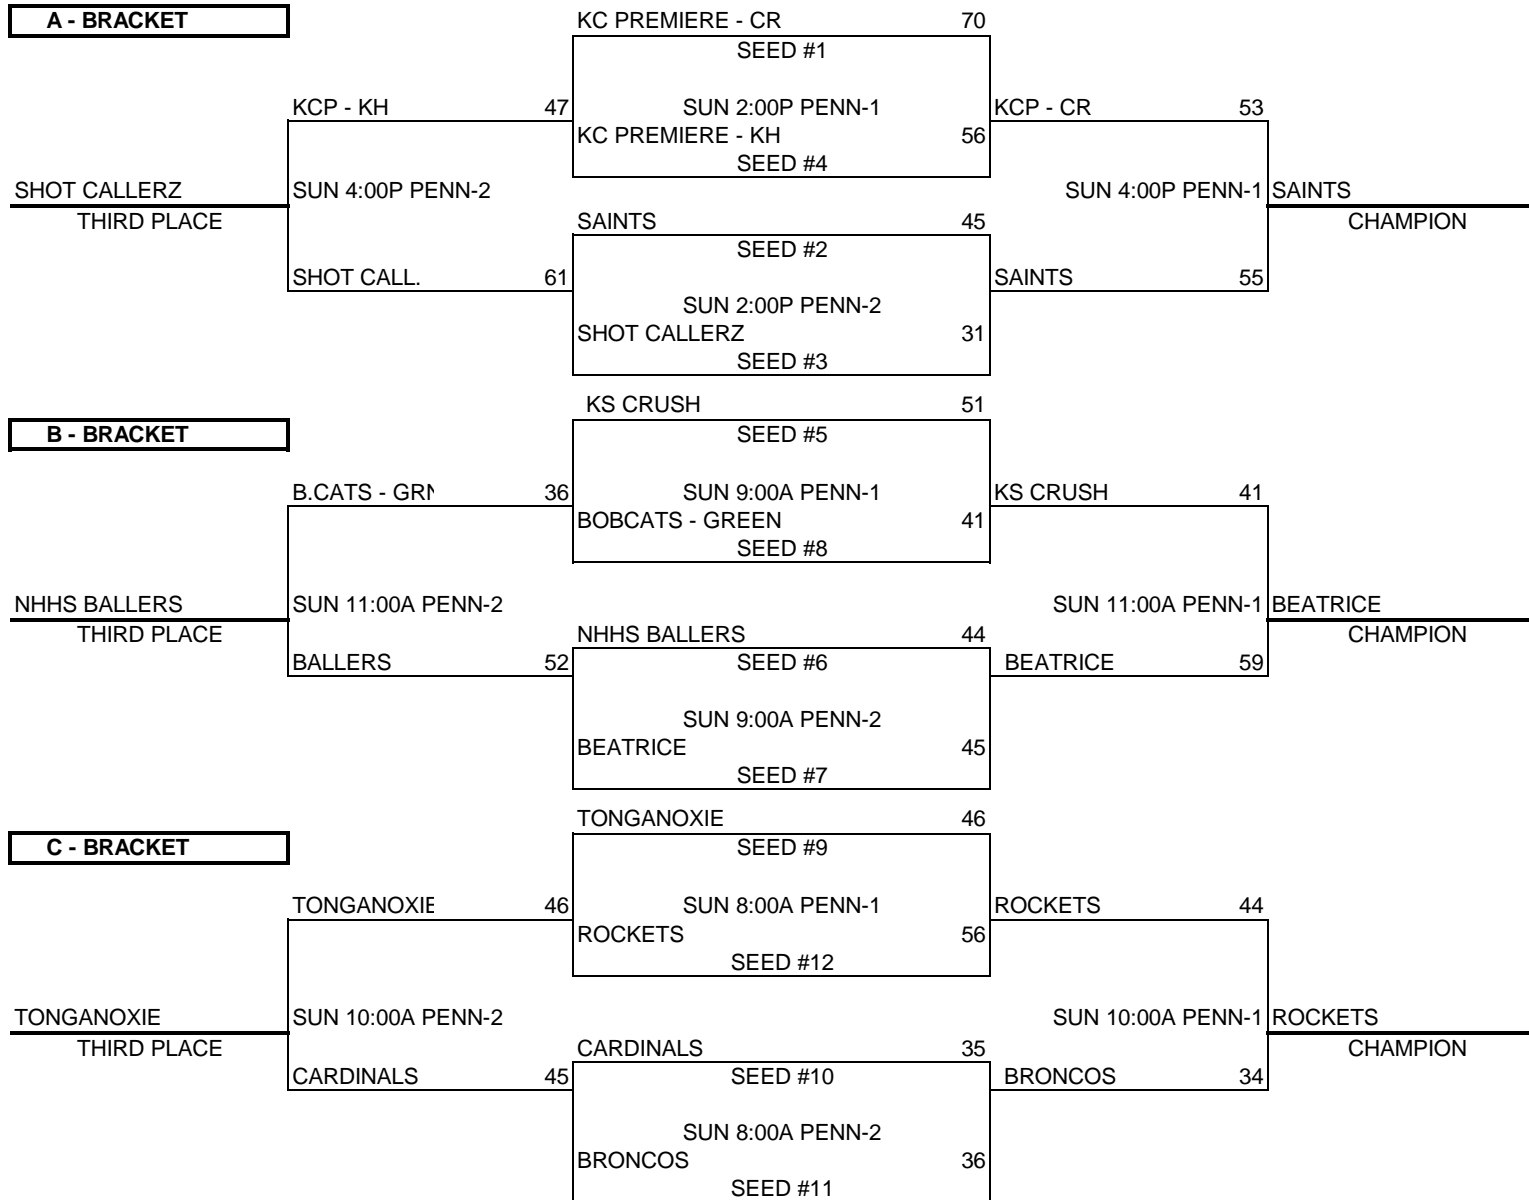 A - BRACKET
KC PREMIERE - CR 70
SEED #1
KCP - KH 47
SUN 2:00P PENN-1
KCP - CR 53
KC PREMIERE - KH 56
SEED #4
SHOT CALLERZ
SUN 4:00P PENN-2
SUN 4:00P PENN-1
SAINTS
THIRD PLACE
SAINTS 45
CHAMPION
SEED #2
SHOT CALL. 61
SAINTS 55
SUN 2:00P PENN-2
SHOT CALLERZ 31
SEED #3
KS CRUSH 51
B - BRACKET
SEED #5
B.CATS - GRN 36
SUN 9:00A PENN-1
KS CRUSH 41
BOBCATS - GREEN 41
SEED #8
NHHS BALLERS
SUN 11:00A PENN-2
SUN 11:00A PENN-1
BEATRICE
THIRD PLACE
NHHS BALLERS 44
CHAMPION
BALLERS 52
SEED #6
BEATRICE 59
SUN 9:00A PENN-2
BEATRICE 45
SEED #7
TONGANOXIE 46
C - BRACKET
SEED #9
TONGANOXIE 46
SUN 8:00A PENN-1
ROCKETS 44
ROCKETS 56
SEED #12
TONGANOXIE
SUN 10:00A PENN-2
SUN 10:00A PENN-1
ROCKETS
THIRD PLACE
CARDINALS 35
CHAMPION
CARDINALS 45
SEED #10
BRONCOS 34
SUN 8:00A PENN-2
BRONCOS 36
SEED #11